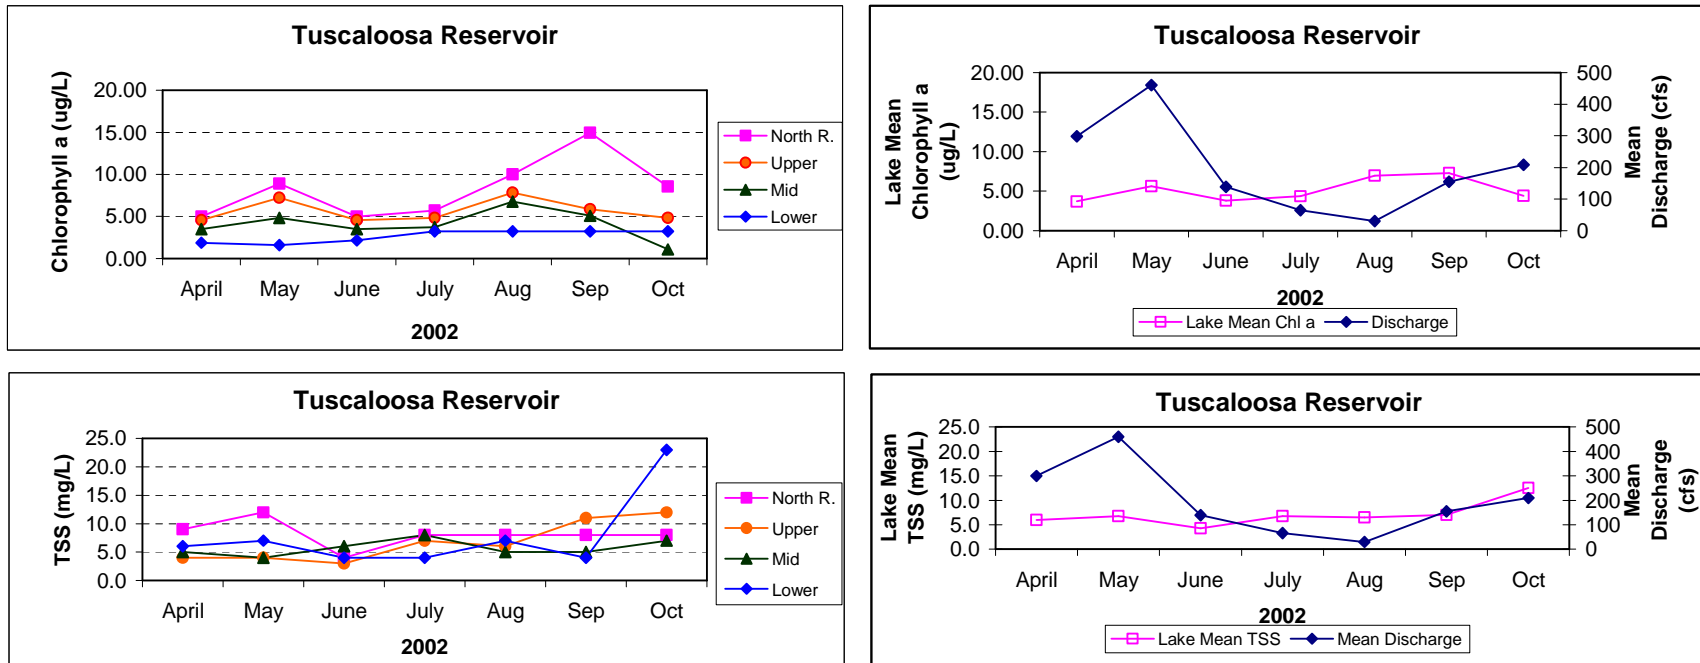 Tuscaloosa Reservoir
Chlorophyll a (ug/L)
20.00
15.00
10.00
5.00
0.00
April May June July Aug Sep Oct
2002
North R.
Upper
Mid
Lower
Tuscaloosa Reservoir
Lake Mean
Chlorophyll a
(ug/L)
20.00
15.00
10.00
5.00
0.00
500
400
300
200
100
0
Mean
Discharge (cfs)
April May June July Aug Sep Oct
2002
Lake Mean Chl a Discharge
Tuscaloosa Reservoir
TSS (mg/L)
25.0
20.0
15.0
10.0
5.0
0.0
April May June July Aug Sep Oct
2002
North R.
Upper
Mid
Lower
Tuscaloosa Reservoir
Lake Mean
TSS (mg/L)
25.0
20.0
15.0
10.0
5.0
0.0
500
400
300
200
100
0
Mean
Discharge
(cfs)
April May June July Aug Sep Oct
2002
Lake Mean TSS Mean Discharge